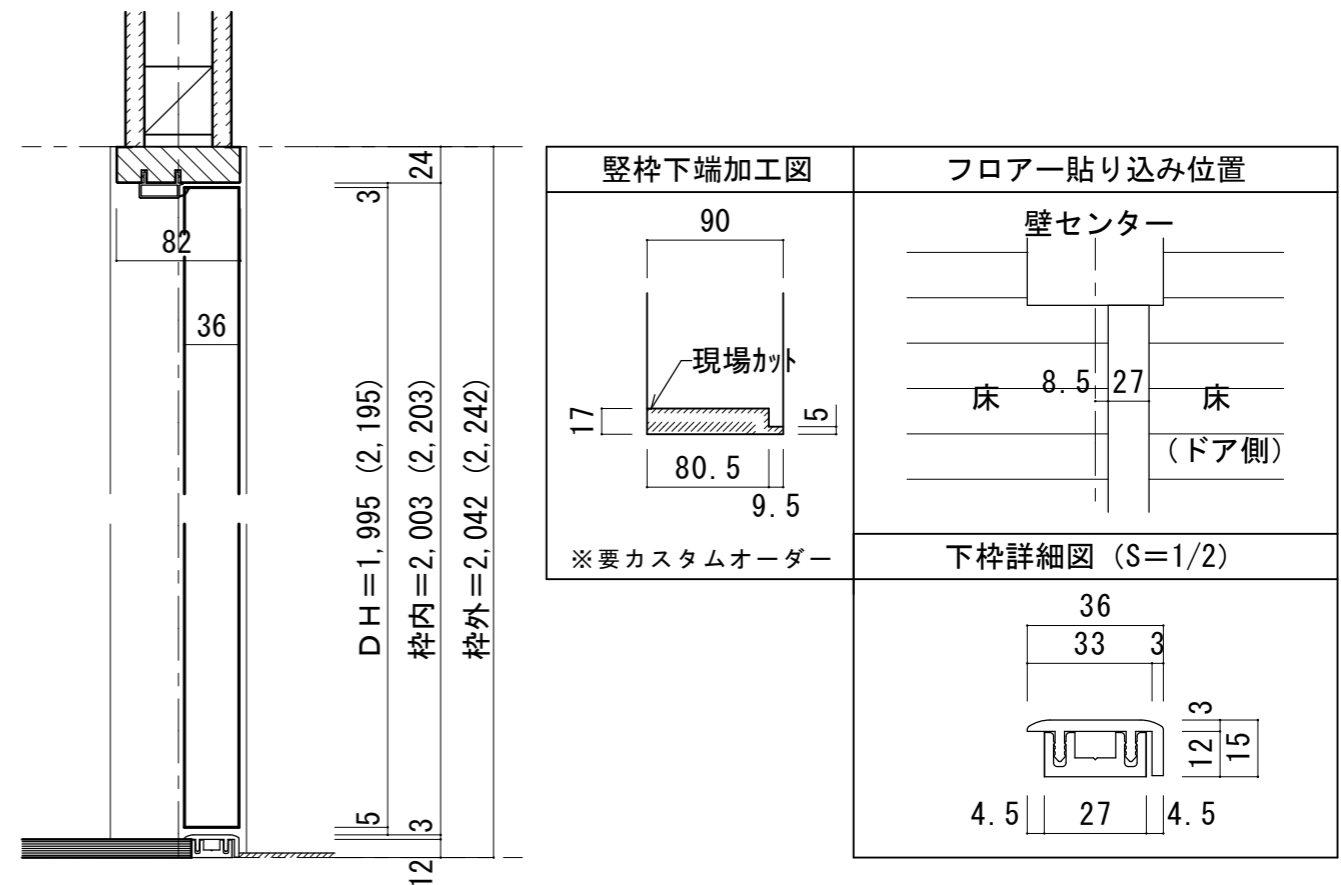 24
3
82
36
DH=1,995 (2,195)
枠内=2,003 (2,203)
枠外=2,042 (2,242)
5
3
12
竪枠下端加工図
90
現場カット
17
5
80.5
9.5
※要カスタムオーダー
フロアー貼り込み位置
壁センター
8.5
27
床
床
(ドア側)
下枠詳細図 (S=1/2)
36
33
3
3
12
15
4.5
27
4.5